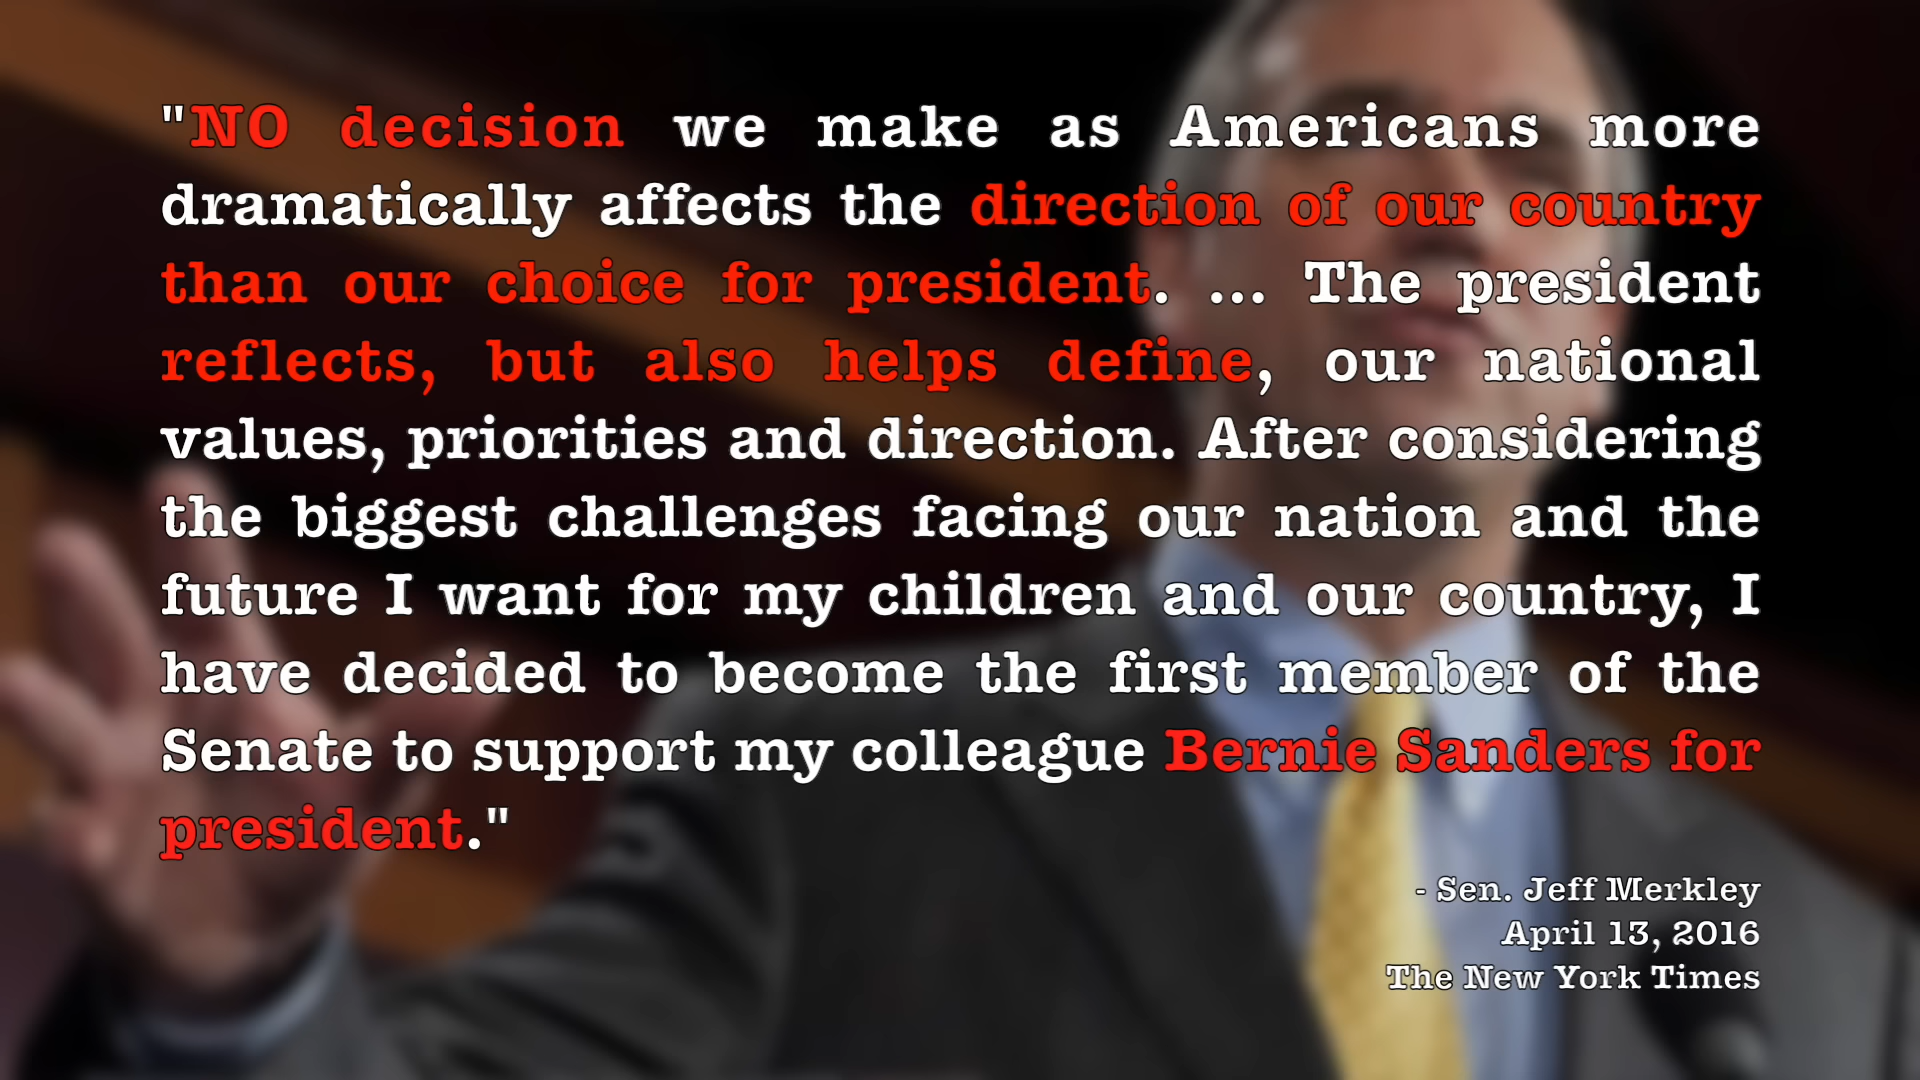 "NO decision we make as Americans more
dramatically affects the direction of our country
than our choice for president. ... The president
reflects, but also helps define, our national
values, priorities and direction. After considering
the biggest challenges facing our nation and the
future I want for my children and our country, I
have decided to become the first member of the
Senate to support my colleague Bernie Sanders for
president."
- Sen. Jeff Merkley
April 13, 2016
The New York Times